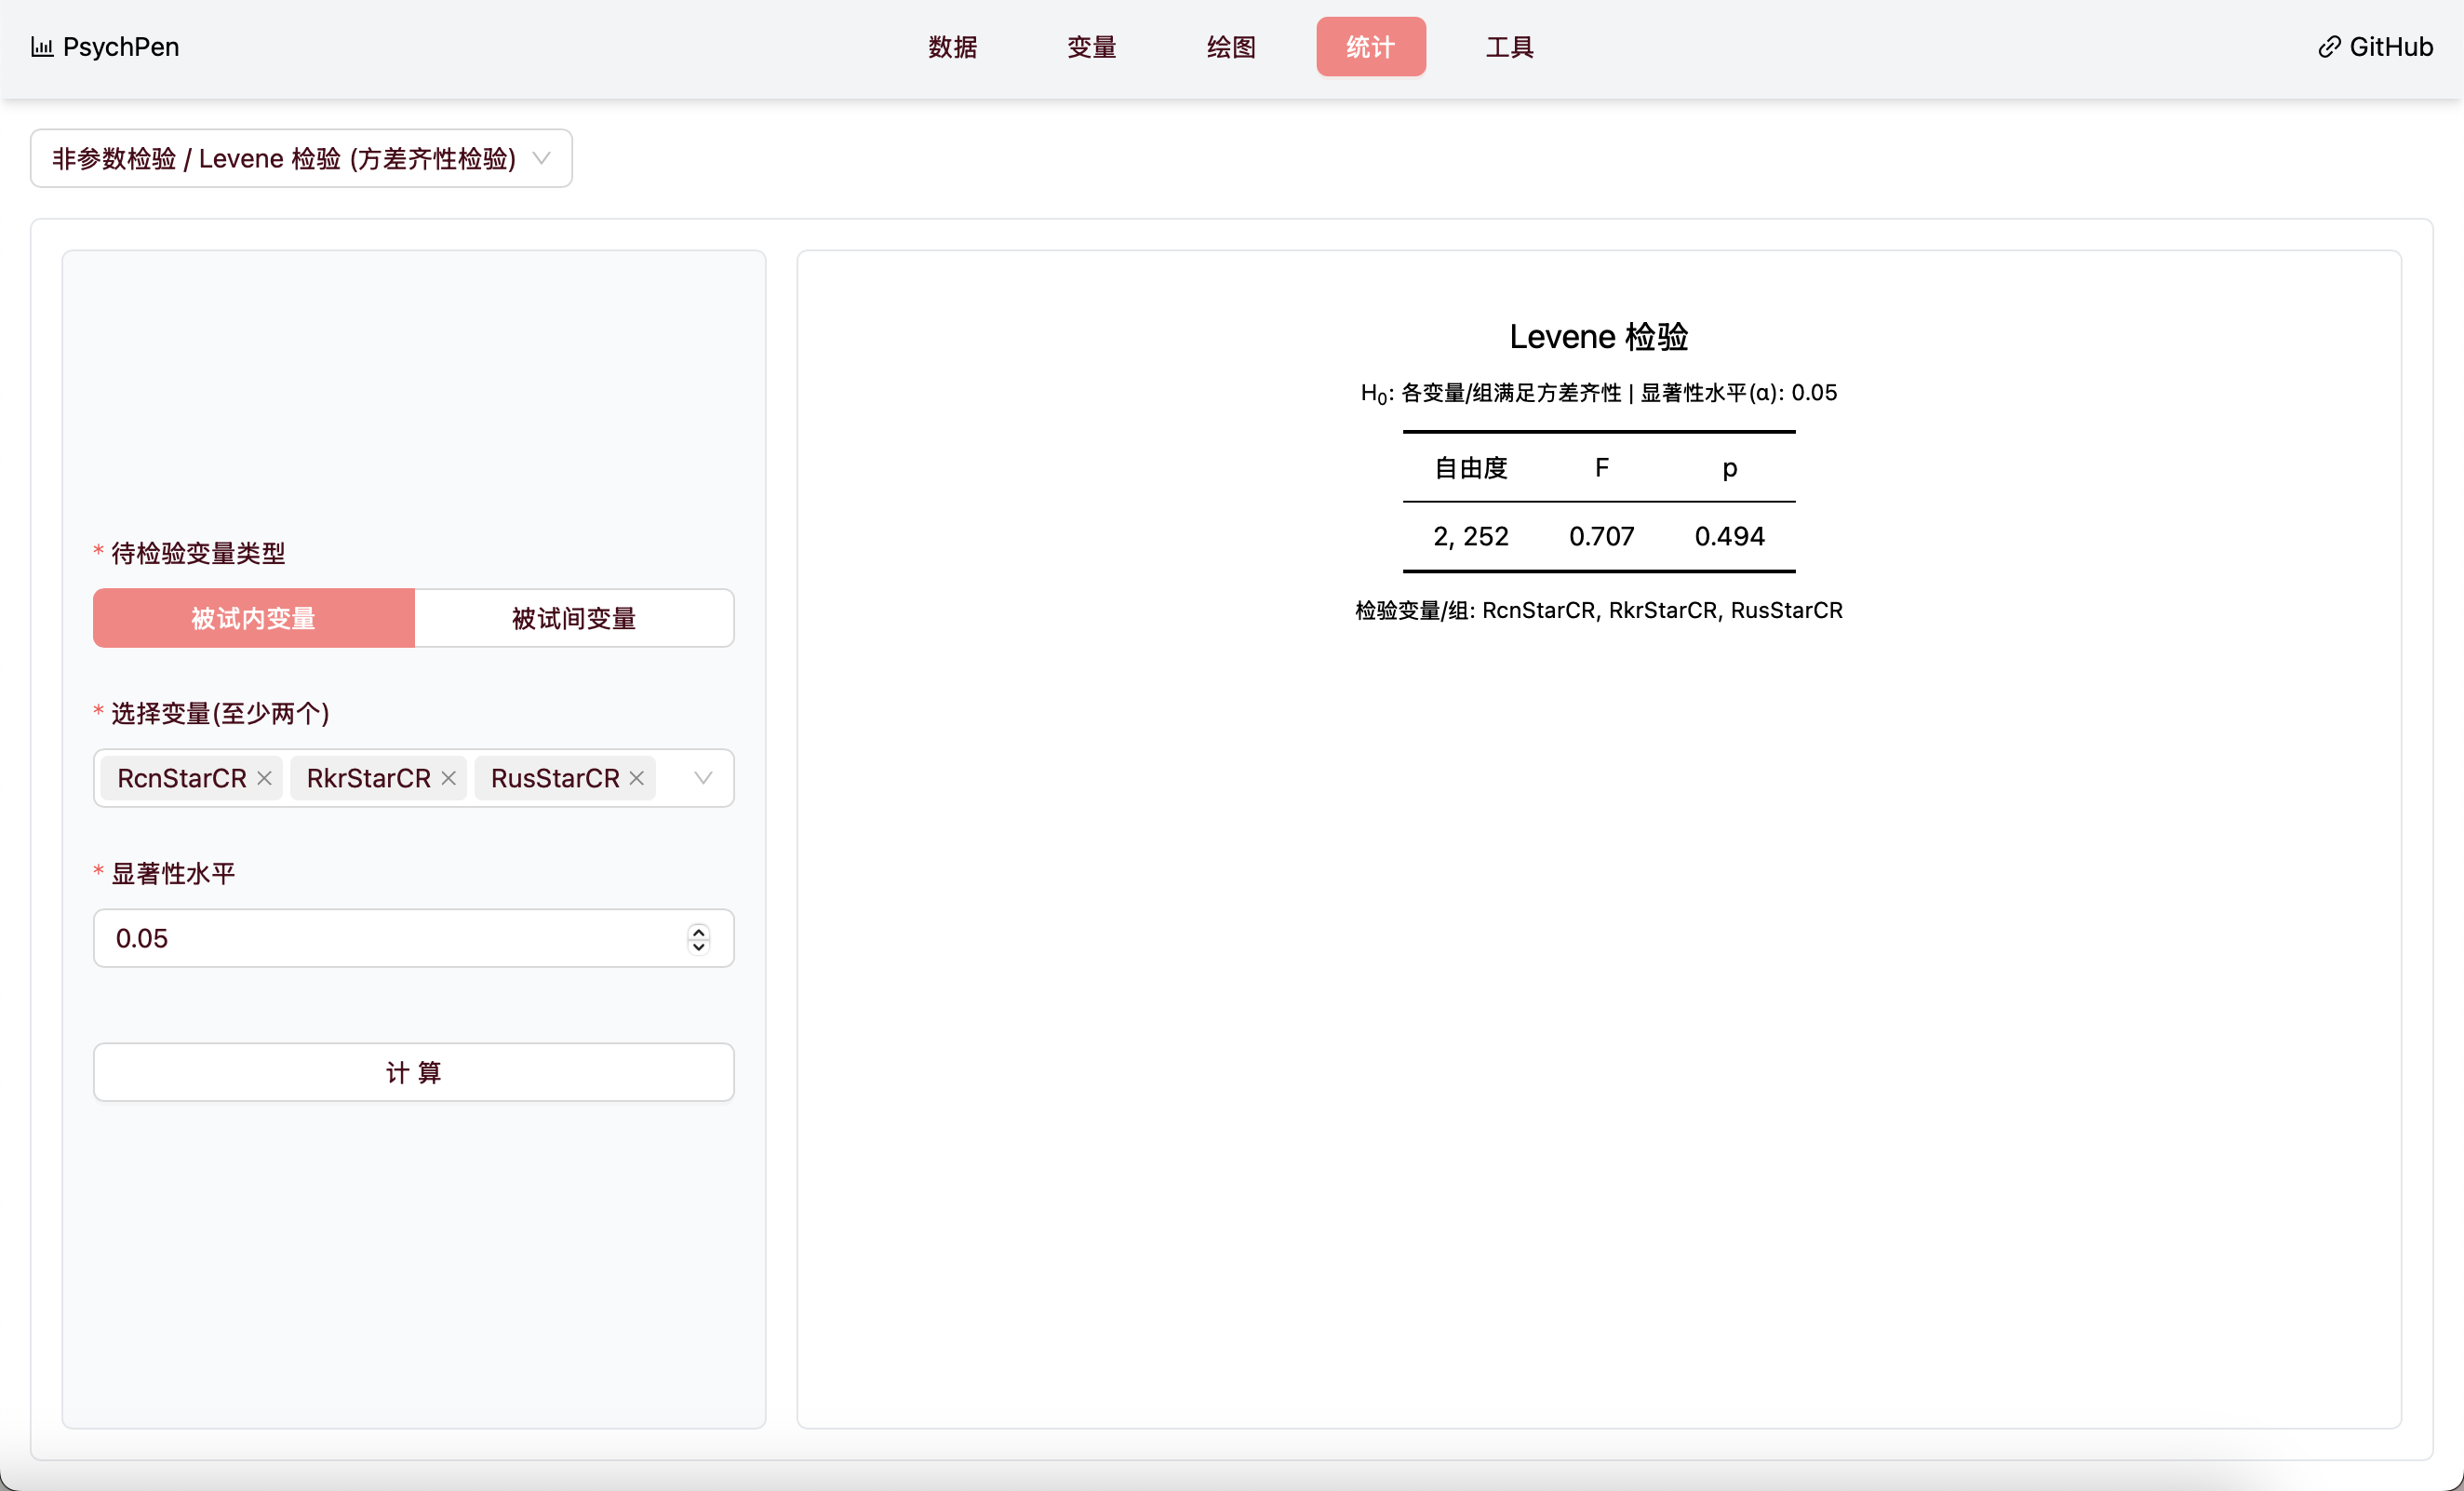 PsychPen
数据 变量 绘图 统计 工具
GitHub
非参数检验 / Levene 检验 (方差齐性检验)
* 待检验变量类型
被试内变量 被试间变量
* 选择变量(至少两个)
RcnStarCR RkrStarCR RusStarCR
* 显著性水平
0.05
计 算
Levene 检验
H₀: 各变量/组满足方差齐性 | 显著性水平(α): 0.05
自由度 F p
2, 252 0.707 0.494
检验变量/组: RcnStarCR, RkrStarCR, RusStarCR